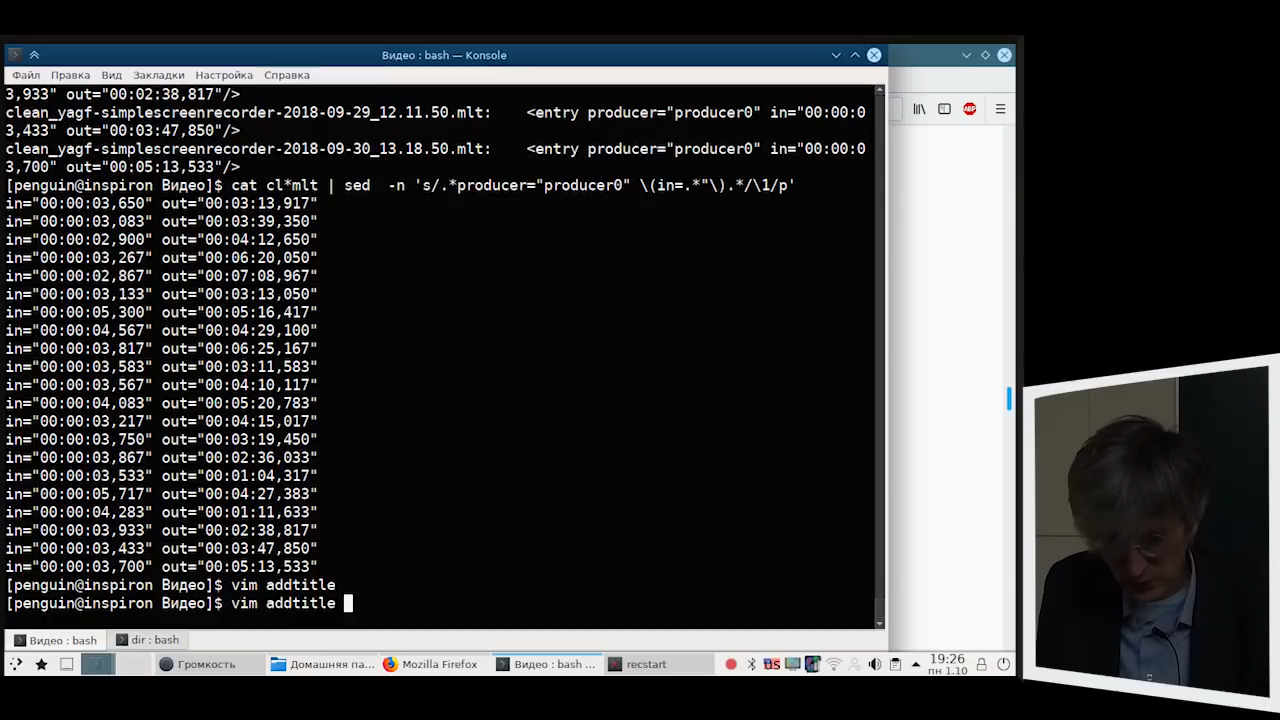 Видео : bash — Konsole
Файл Правка Вид Закладки Настройка Справка
3,933" out="00:02:38,817"/>
clean_yagf-simplescreenrecorder-2018-09-29_12.11.50.mlt:    <entry producer="producer0" in="00:00:0
3,433" out="00:03:47,850"/>
clean_yagf-simplescreenrecorder-2018-09-30_13.18.50.mlt:    <entry producer="producer0" in="00:00:0
3,700" out="00:05:13,533"/>
[penguin@inspiron Видео]$ cat cl*mlt | sed  -n 's/.*producer="producer0" \(in=.*"\).*/\1/p'
in="00:00:03,650" out="00:03:13,917"
in="00:00:03,083" out="00:03:39,350"
in="00:00:02,900" out="00:04:12,650"
in="00:00:03,267" out="00:06:20,050"
in="00:00:02,867" out="00:07:08,967"
in="00:00:03,133" out="00:03:13,050"
in="00:00:05,300" out="00:05:16,417"
in="00:00:04,567" out="00:04:29,100"
in="00:00:03,817" out="00:06:25,167"
in="00:00:03,583" out="00:03:11,583"
in="00:00:03,567" out="00:04:10,117"
in="00:00:04,083" out="00:05:20,783"
in="00:00:03,217" out="00:04:15,017"
in="00:00:03,750" out="00:03:19,450"
in="00:00:03,867" out="00:02:36,033"
in="00:00:03,533" out="00:01:04,317"
in="00:00:05,717" out="00:04:27,383"
in="00:00:04,283" out="00:01:11,633"
in="00:00:03,933" out="00:02:38,817"
in="00:00:03,433" out="00:03:47,850"
in="00:00:03,700" out="00:05:13,533"
[penguin@inspiron Видео]$ vim addtitle
[penguin@inspiron Видео]$ vim addtitle
Видео : bash dir : bash
Громкость Домашняя па... Mozilla Firefox Видео : bash ... recstart US 19:26
пн 1.10